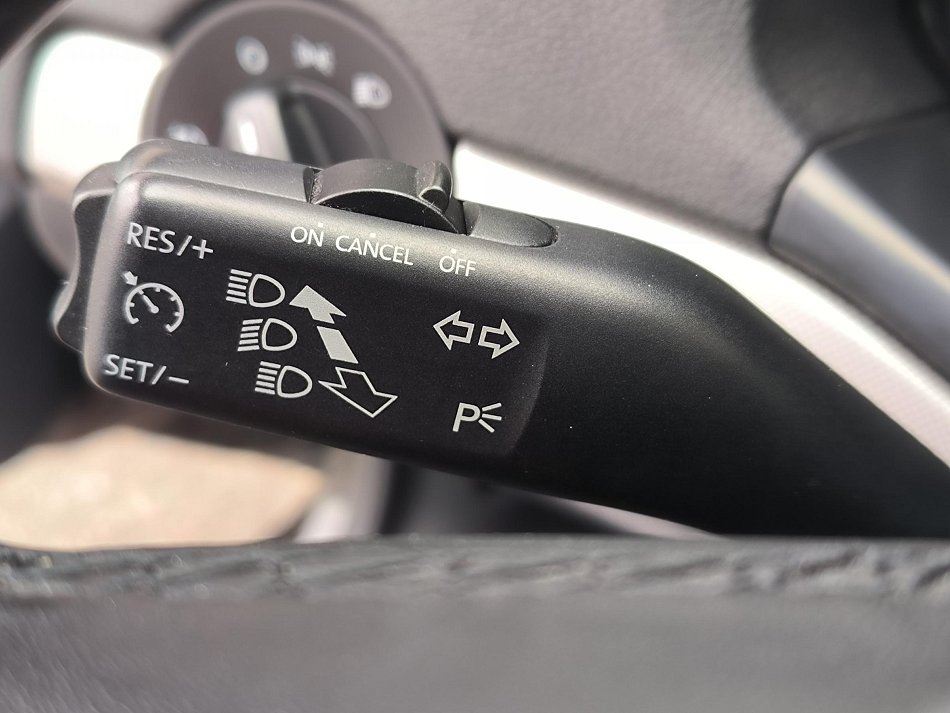 ON CANCEL OFF
RES/+
SET/–
P